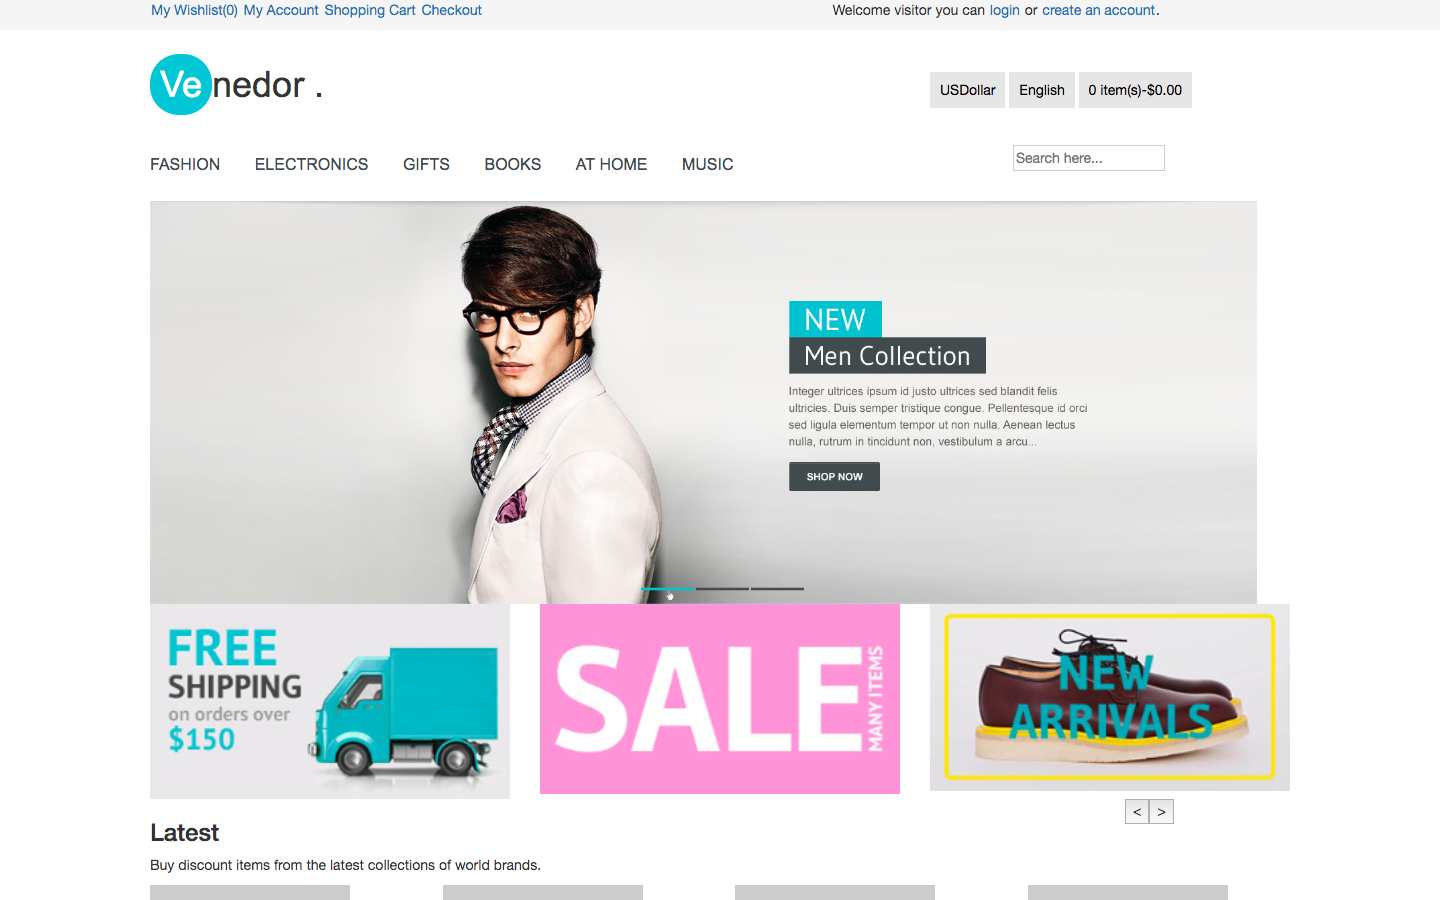 My Wishlist(0) My Account Shopping Cart Checkout
Welcome visitor you can login or create an account.
Venedor .
USDollar
English
0 item(s)-$0.00
FASHION
ELECTRONICS
GIFTS
BOOKS
AT HOME
MUSIC
Search here...
NEW
Men Collection
Integer ultrices ipsum id justo ultrices sed blandit felis
ultricies. Duis semper tristique congue. Pellentesque id orci
sed ligula elementum tempor ut non nulla. Aenean lectus
nulla, rutrum in tincidunt non, vestibulum a arcu...
SHOP NOW
FREE
SHIPPING
on orders over
$150
SALE
MANY ITEMS
NEW
ARRIVALS
< >
Latest
Buy discount items from the latest collections of world brands.